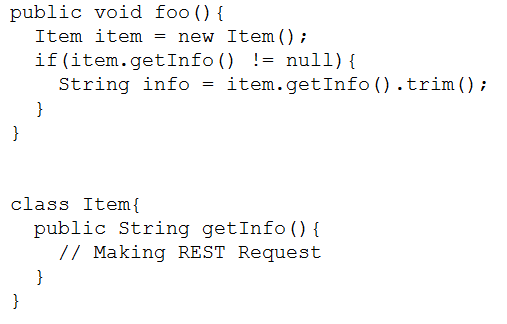 public void foo(){
  Item item = new Item();
  if(item.getInfo() != null){
    String info = item.getInfo().trim();
  }
}
class Item{
  public String getInfo(){
    // Making REST Request
  }
}